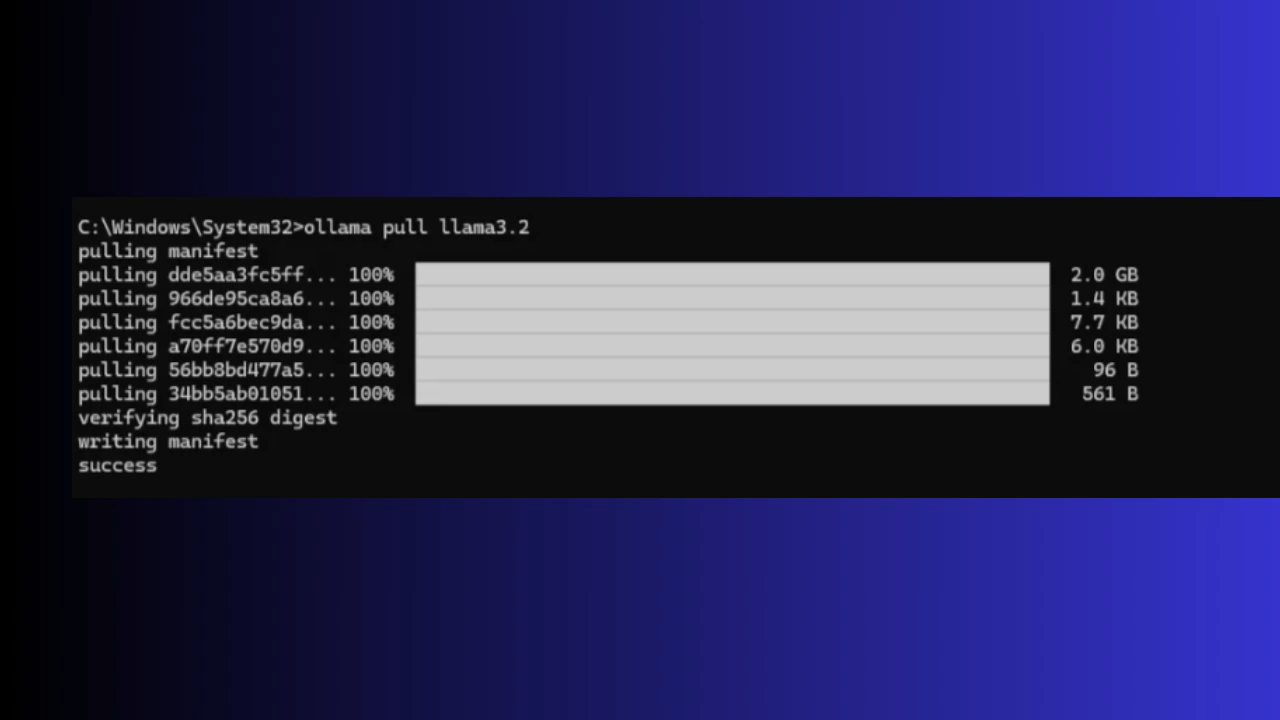 C:\Windows\System32>ollama pull llama3.2
pulling manifest
pulling dde5aa3fc5ff... 100% 2.0 GB
pulling 966de95ca8a6... 100% 1.4 KB
pulling fcc5a6bec9da... 100% 7.7 KB
pulling a70ff7e570d9... 100% 6.0 KB
pulling 56bb8bd477a5... 100% 96 B
pulling 34bb5ab01051... 100% 561 B
verifying sha256 digest
writing manifest
success